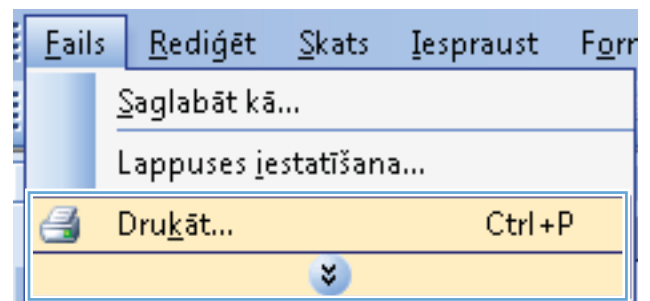 Fails Rediģēt Skats Iespraust
Saglabāt kā...
Lappuses iestatīšana...
Drukāt... Ctrl+P